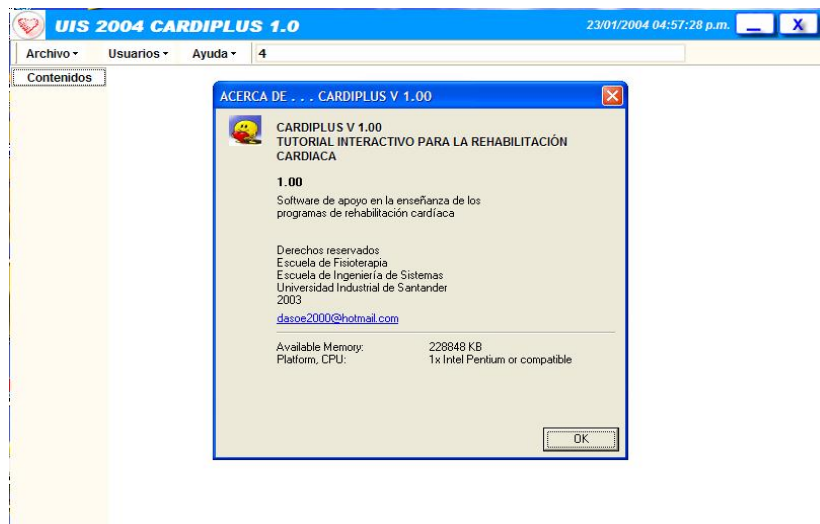 UIS 2004 CARDIPLUS 1.0
23/01/2004 04:57:28 p.m.
X
Archivo Usuarios Ayuda 4
Contenidos
ACERCA DE . . . CARDIPLUS V 1.00
CARDIPLUS V 1.00
TUTORIAL INTERACTIVO PARA LA REHABILITACIÓN
CARDIACA
1.00
Software de apoyo en la enseñanza de los
programas de rehabilitación cardíaca
Derechos reservados
Escuela de Fisioterapia
Escuela de Ingeniería de Sistemas
Universidad Industrial de Santander
2003
dasoe2000@hotmail.com
Available Memory: 228848 KB
Platform, CPU: 1x Intel Pentium or compatible
OK